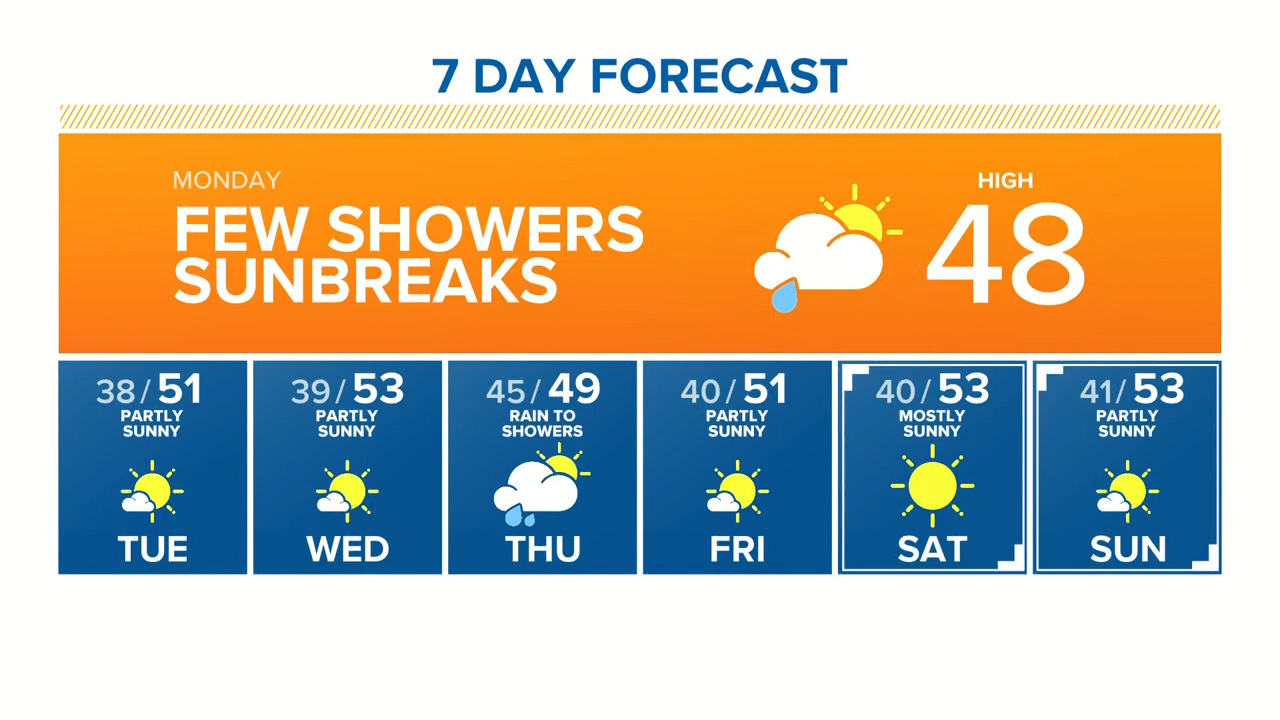 7 DAY FORECAST
MONDAY
FEW SHOWERS
SUNBREAKS
HIGH
48
38/51
PARTLY
SUNNY
TUE
39/53
PARTLY
SUNNY
WED
45/49
RAIN TO
SHOWERS
THU
40/51
PARTLY
SUNNY
FRI
40/53
MOSTLY
SUNNY
SAT
41/53
PARTLY
SUNNY
SUN